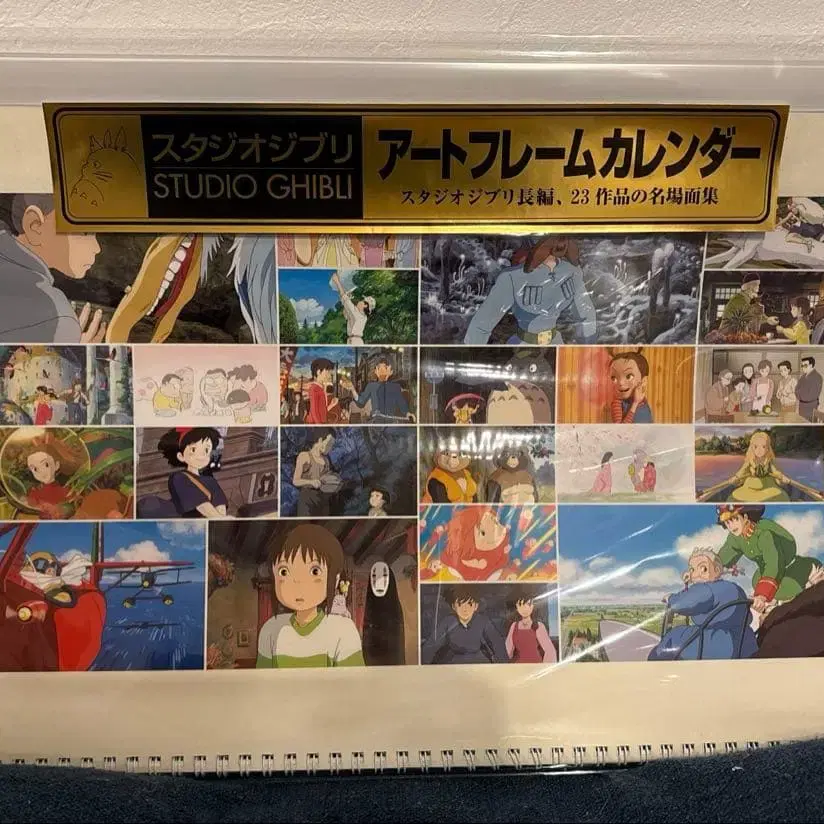 スタジオジブリ
STUDIO GHIBLI
アートフレームカレンダー
スタジオジブリ長編、23作品の名場面集